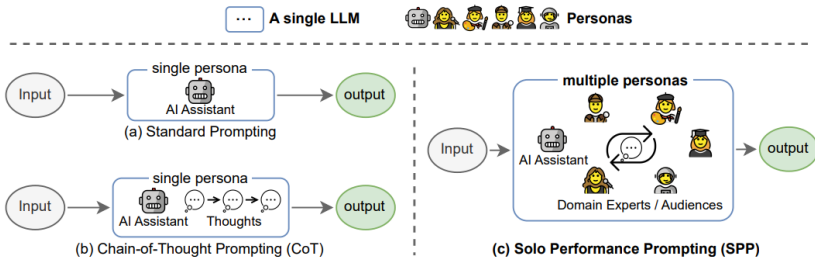 ... A single LLM Personas
single persona
Input AI Assistant output
(a) Standard Prompting
single persona
Input AI Assistant Thoughts output
(b) Chain-of-Thought Prompting (CoT)
multiple personas
Input AI Assistant output
Domain Experts / Audiences
(c) Solo Performance Prompting (SPP)